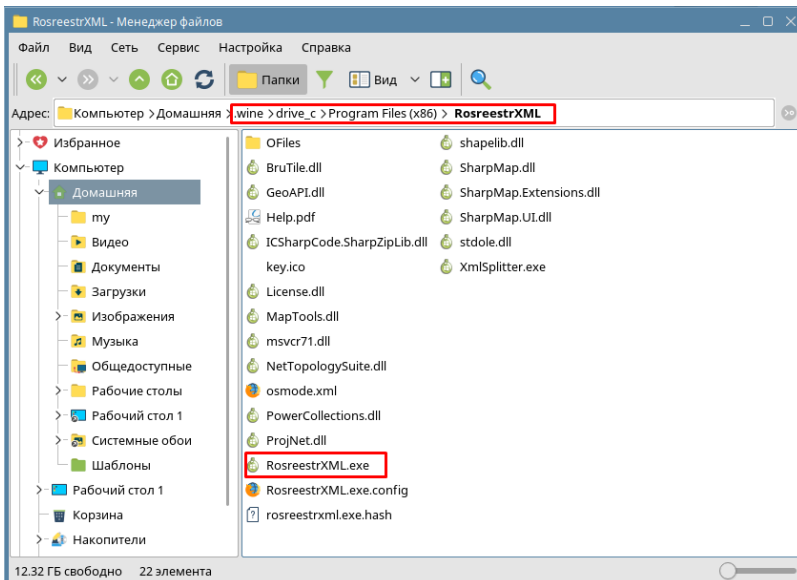 RosreestrXML - Менеджер файлов
Файл Вид Сеть Сервис Настройка Справка
Папки Вид
Адрес: Компьютер > Домашняя > .wine > drive_c > Program Files (x86) > RosreestrXML
Избранное
Компьютер
Домашняя
my
Видео
Документы
Загрузки
Изображения
Музыка
Общедоступные
Рабочие столы
Рабочий стол 1
Системные обои
Шаблоны
Рабочий стол 1
Корзина
Накопители
OFiles
BruTile.dll
GeoAPI.dll
Help.pdf
ICSharpCode.SharpZipLib.dll
key.ico
License.dll
MapTools.dll
msvcr71.dll
NetTopologySuite.dll
osmode.xml
PowerCollections.dll
ProjNet.dll
RosreestrXML.exe
RosreestrXML.exe.config
rosreestrxml.exe.hash
shapelib.dll
SharpMap.dll
SharpMap.Extensions.dll
SharpMap.UI.dll
stdole.dll
XmlSplitter.exe
12.32 ГБ свободно 22 элемента